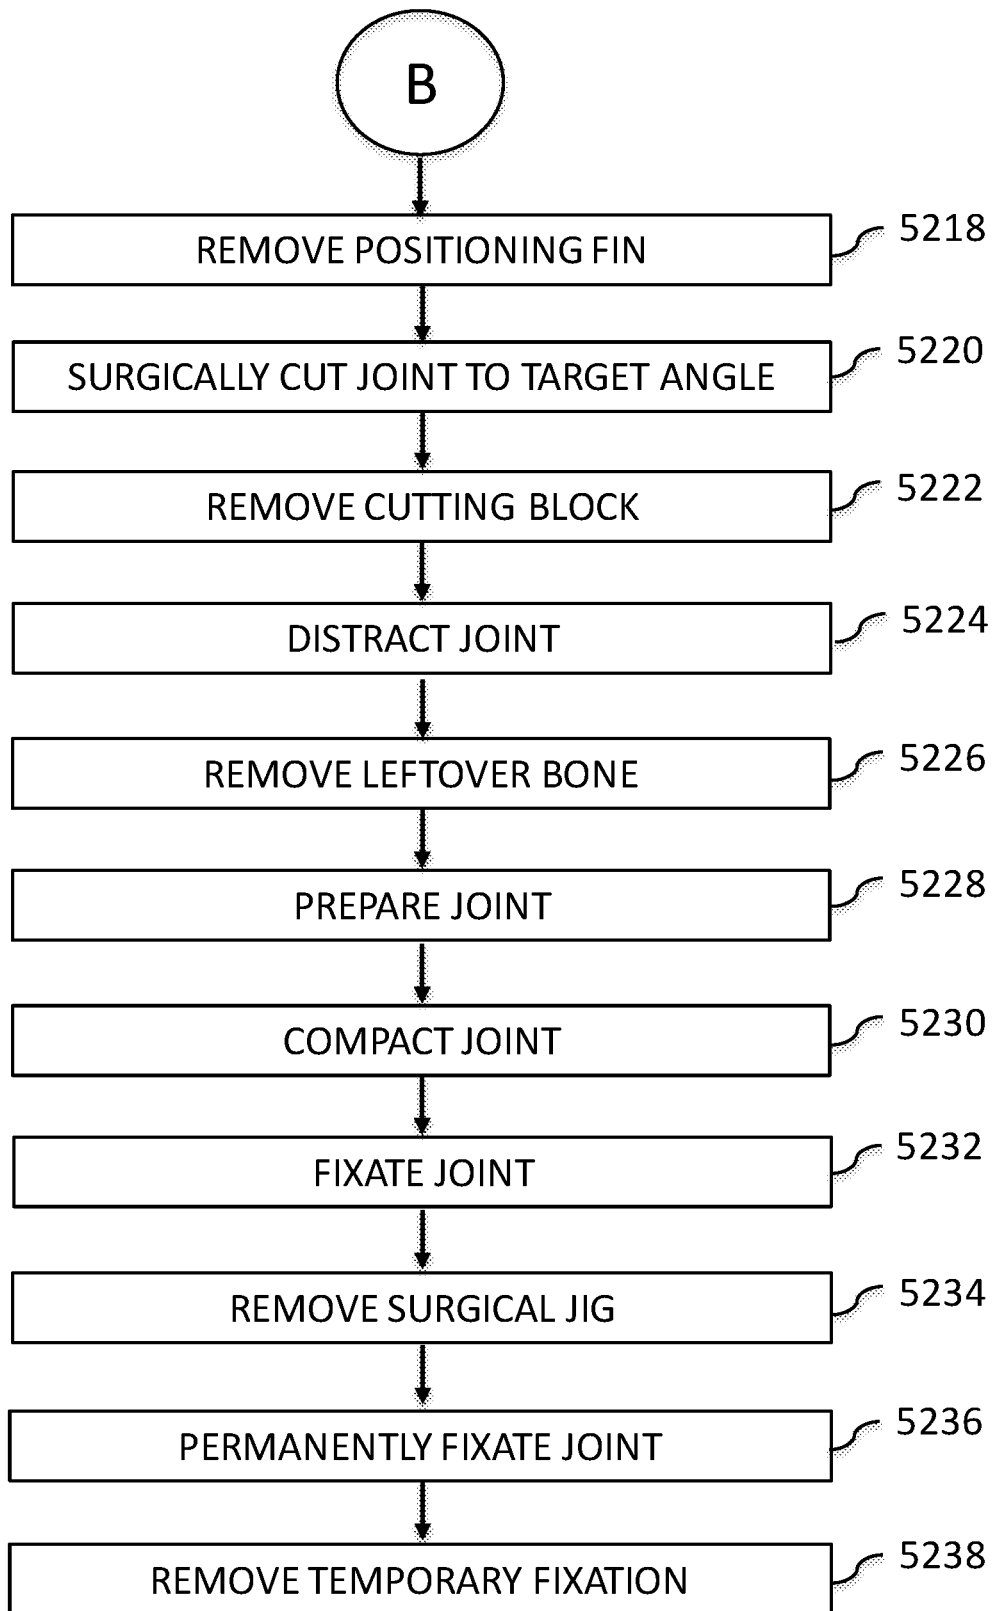 B
REMOVE POSITIONING FIN
5218
SURGICALLY CUT JOINT TO TARGET ANGLE
5220
REMOVE CUTTING BLOCK
5222
DISTRACT JOINT
5224
REMOVE LEFTOVER BONE
5226
PREPARE JOINT
5228
COMPACT JOINT
5230
FIXATE JOINT
5232
REMOVE SURGICAL JIG
5234
PERMANENTLY FIXATE JOINT
5236
REMOVE TEMPORARY FIXATION
5238